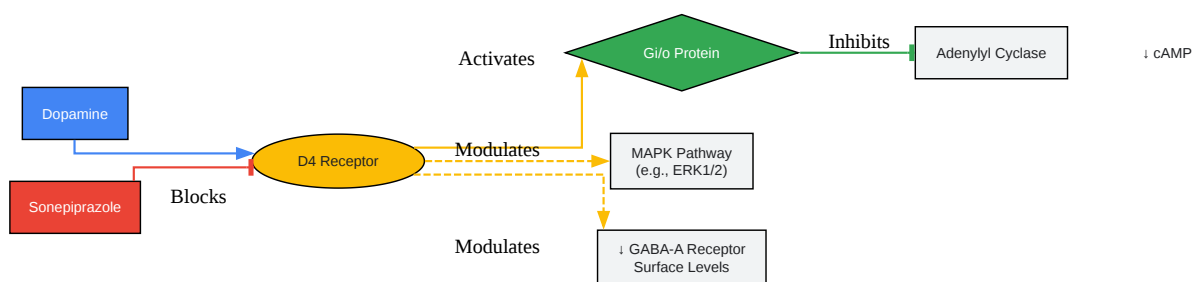 Dopamine
Sonepiprazole
Blocks
D4 Receptor
Activates
Modulates
Modulates
Gi/o Protein
Inhibits
Adenylyl Cyclase
↓ cAMP
MAPK Pathway
(e.g., ERK1/2)
↓ GABA-A Receptor
Surface Levels